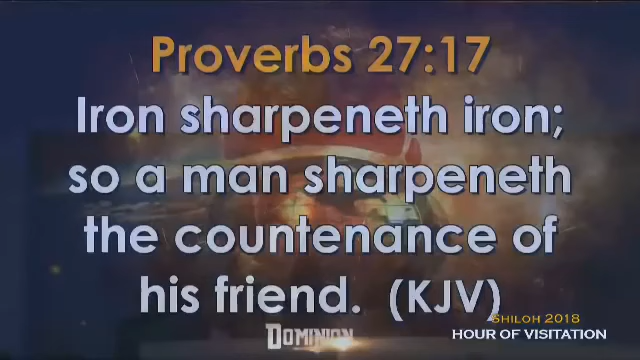 Proverbs 27:17
Iron sharpeneth iron;
so a man sharpeneth
the countenance of
his friend. (KJV)
SHILOH 2018
DOMINION
HOUR OF VISITATION